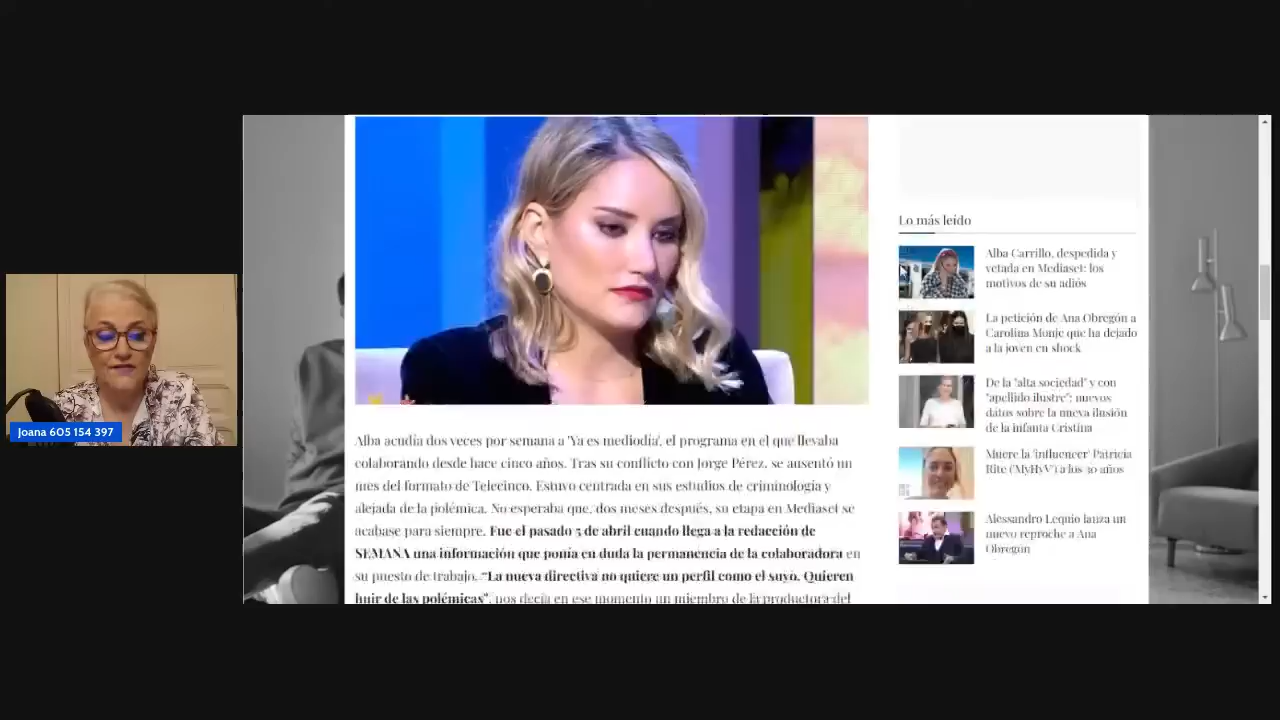 Joana 605 154 397
Alba acudía dos veces por semana a 'Ya es mediodía', el programa en el que llevaba
colaborando desde hace cinco años. Tras su conflicto con Jorge Pérez, se ausentó un
mes del formato de Telecinco. Estuvo centrada en sus estudios de criminología y
alejada de la polémica. No esperaba que, dos meses después, su etapa en Mediaset se
acabase para siempre. Fue el pasado 5 de abril cuando llega a la redacción de
SEMANA una información que ponía en duda la permanencia de la colaboradora en
su puesto de trabajo. "La nueva directiva no quiere un perfil como el suyo. Quieren
huir de las polémicas", nos decía en ese momento un miembro de la productora del
Lo más leído
Alba Carrillo, despedida y
vetada en Mediaset: los
motivos de su adiós
La petición de Ana Obregón a
Carolina Monje que ha dejado
a la joven en shock
De la "alta sociedad" y con
"apellido ilustre": nuevos
datos sobre la nueva ilusión
de la infanta Cristina
Muere la 'influencer' Patricia
Rite ('MyHyV') a los 30 años
Alessandro Lequio lanza un
nuevo reproche a Ana
Obregón